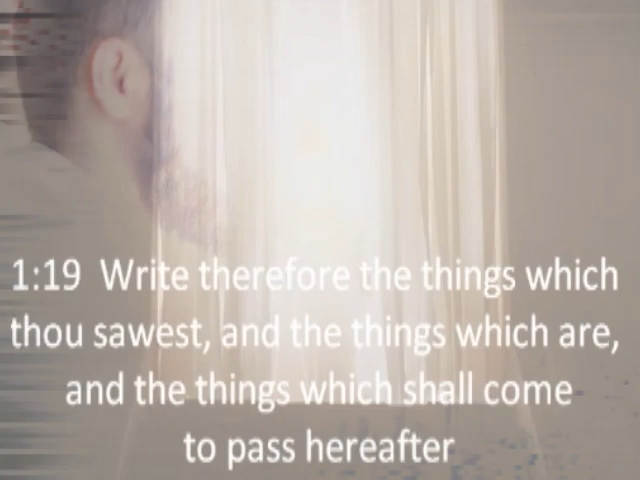 1:19  Write therefore the things which
thou sawest, and the things which are,
and the things which shall come
to pass hereafter